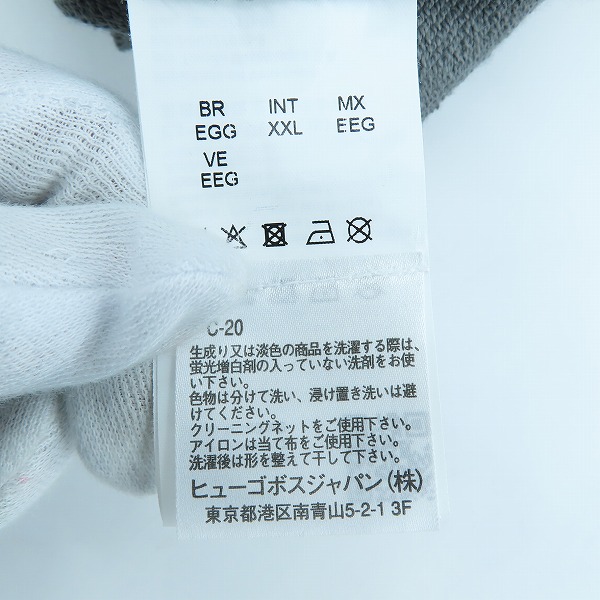 BR INT MX
EGG XXL EEG
VE
EEG
C-20
生成り又は淡色の商品を洗濯する際は、
蛍光増白剤の入っていない洗剤をお使
い下さい。
色物は分けて洗い、浸け置き洗いは避
けてください。
クリーニングネットをご使用下さい。
アイロンは当て布をご使用下さい。
洗濯後は形を整えて干して下さい。
ヒューゴボスジャパン(株)
東京都港区南青山5-2-1 3F